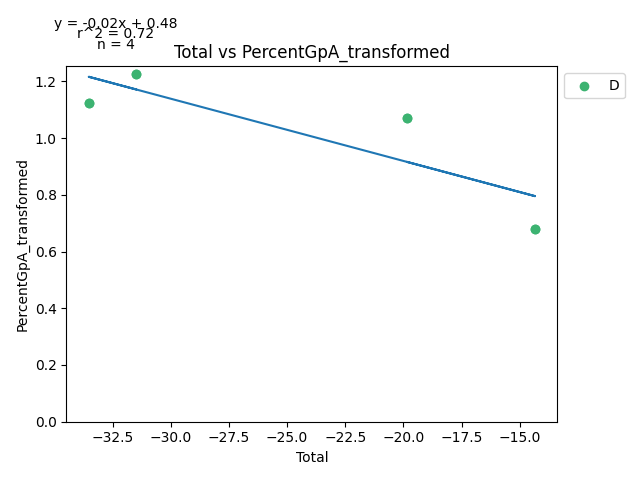 y = -0.02x + 0.48
r^2 = 0.72
n = 4
Total vs PercentGpA_transformed
D
1.2
1.0
0.8
0.6
0.4
0.2
0.0
PercentGpA_transformed
−32.5 −30.0 −27.5 −25.0 −22.5 −20.0 −17.5 −15.0
Total